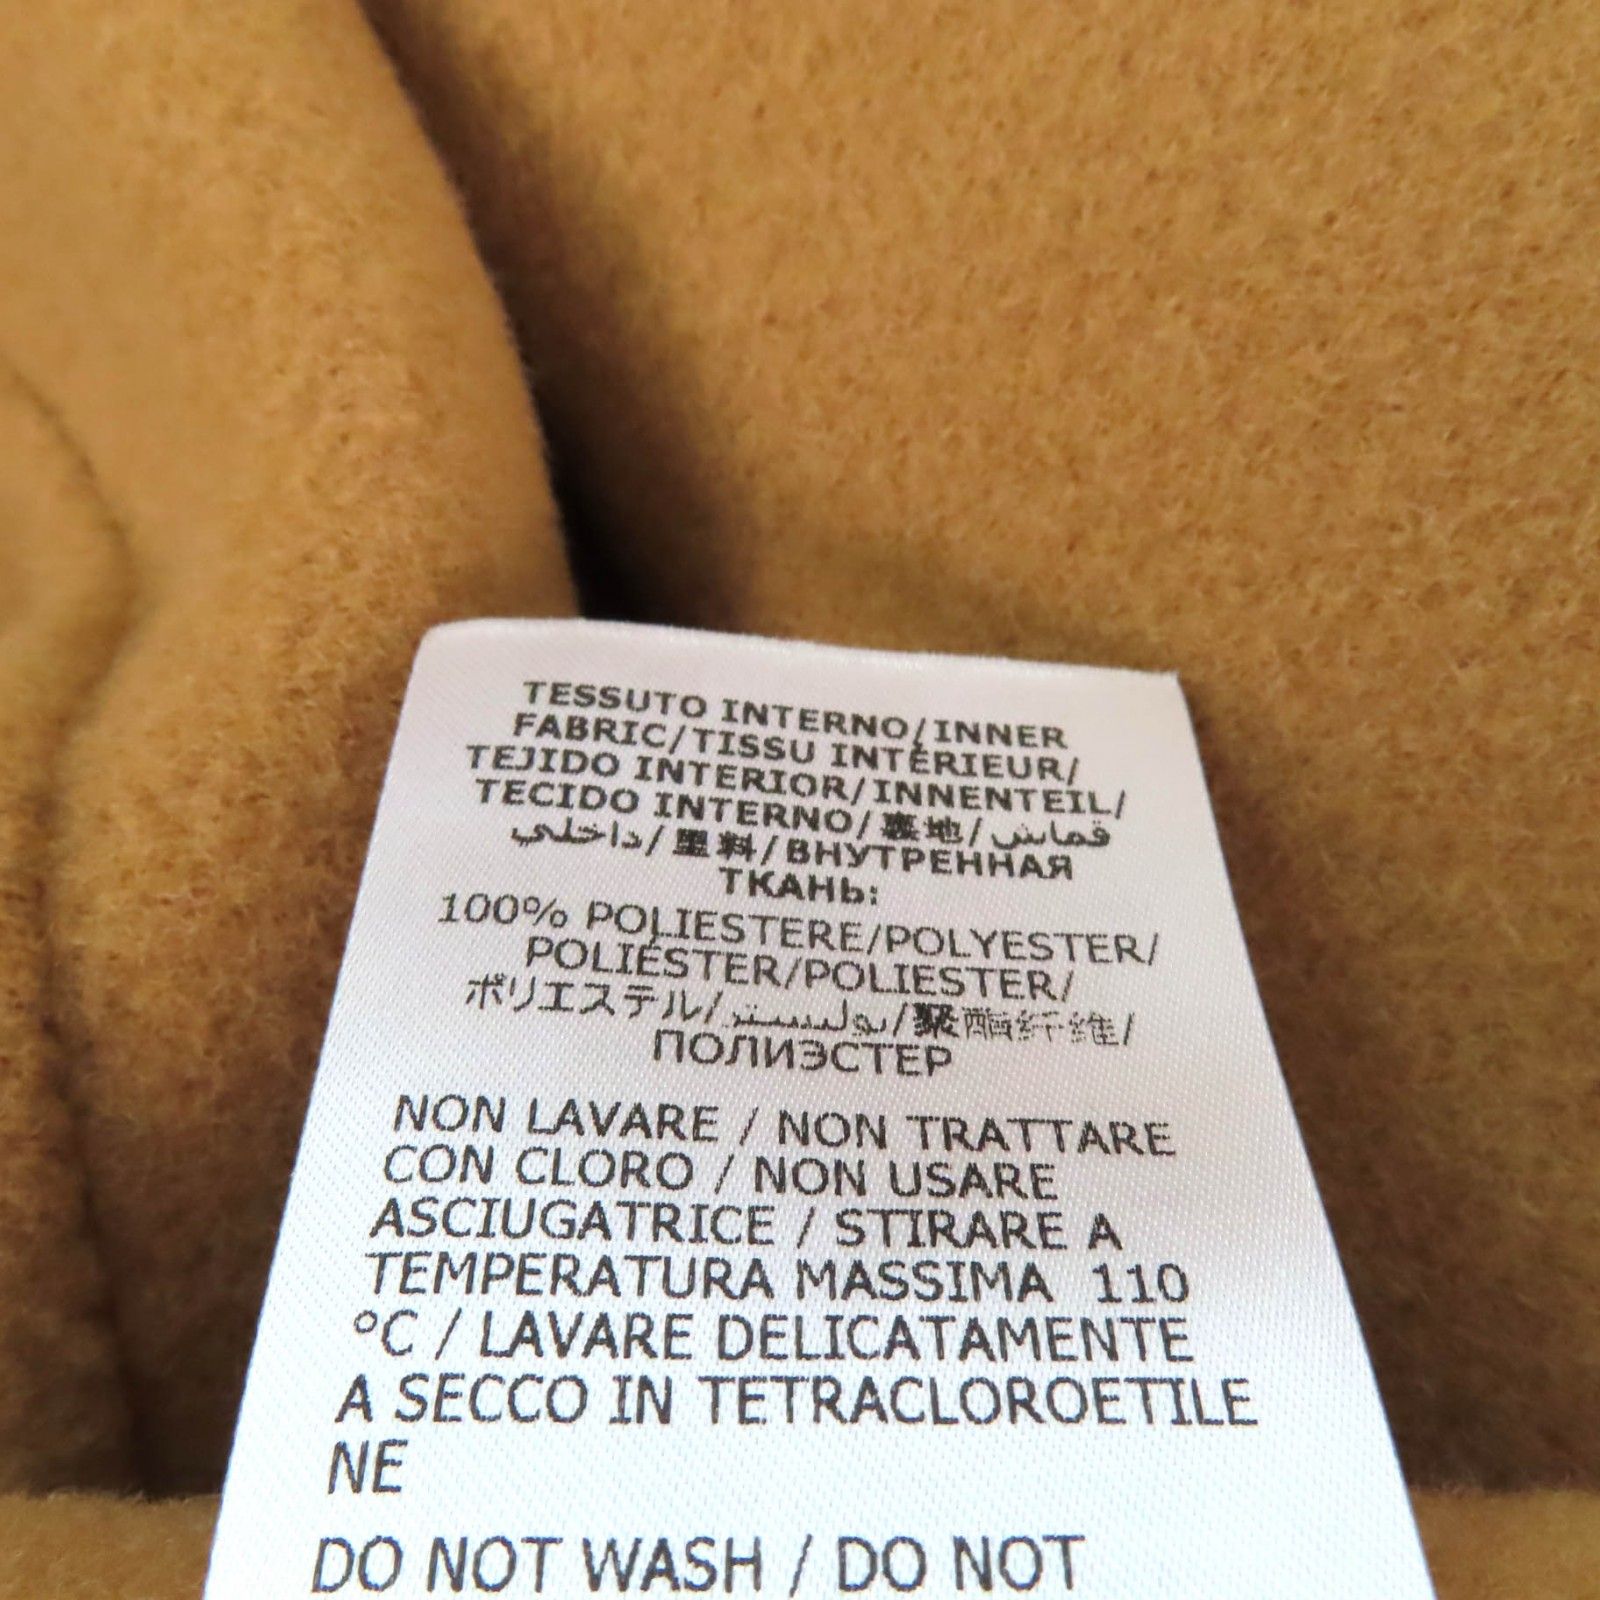 TESSUTO INTERNO/INNER
FABRIC/TISSU INTÉRIEUR/
TEJIDO INTERIOR/INNENTEIL/
TECIDO INTERNO/裏地/قماش
داخلي/里料/ВНУТРЕННАЯ
ТКАНЬ:
100% POLIESTERE/POLYESTER/
POLIÉSTER/POLIESTER/
ポリエステル/بوليستر/聚酯纤维/
ПОЛИЭСТЕР
NON LAVARE / NON TRATTARE
CON CLORO / NON USARE
ASCIUGATRICE / STIRARE A
TEMPERATURA MASSIMA 110
°C / LAVARE DELICATAMENTE
A SECCO IN TETRACLOROETILE
NE
DO NOT WASH / DO NOT